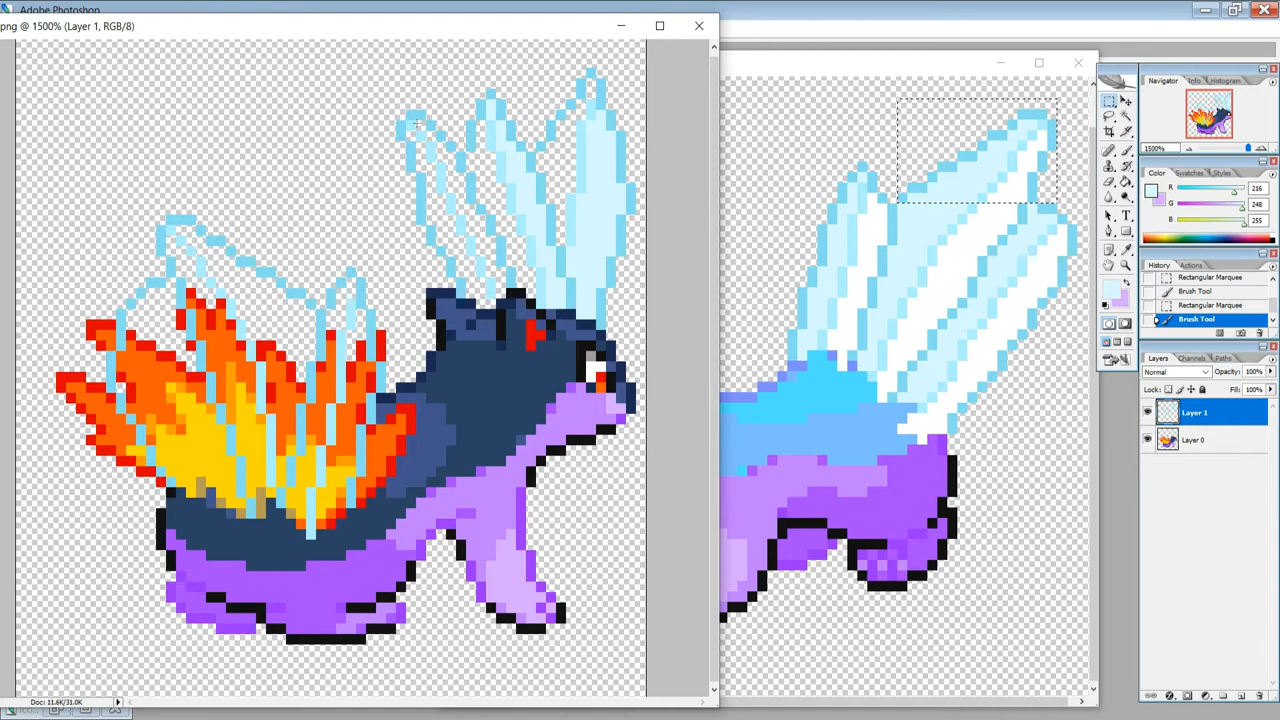 Adobe Photoshop
png @ 1500% (Layer 1, RGB/8)
Navigator Info Histogram
1500%
Color Swatches Styles
R 216
G 248
B 255
History Actions
Rectangular Marquee
Brush Tool
Rectangular Marquee
Brush Tool
Layers Channels Paths
Normal Opacity: 100%
Lock: Fill: 100%
Layer 1
Layer 0
Doc: 11.6K/31.0K